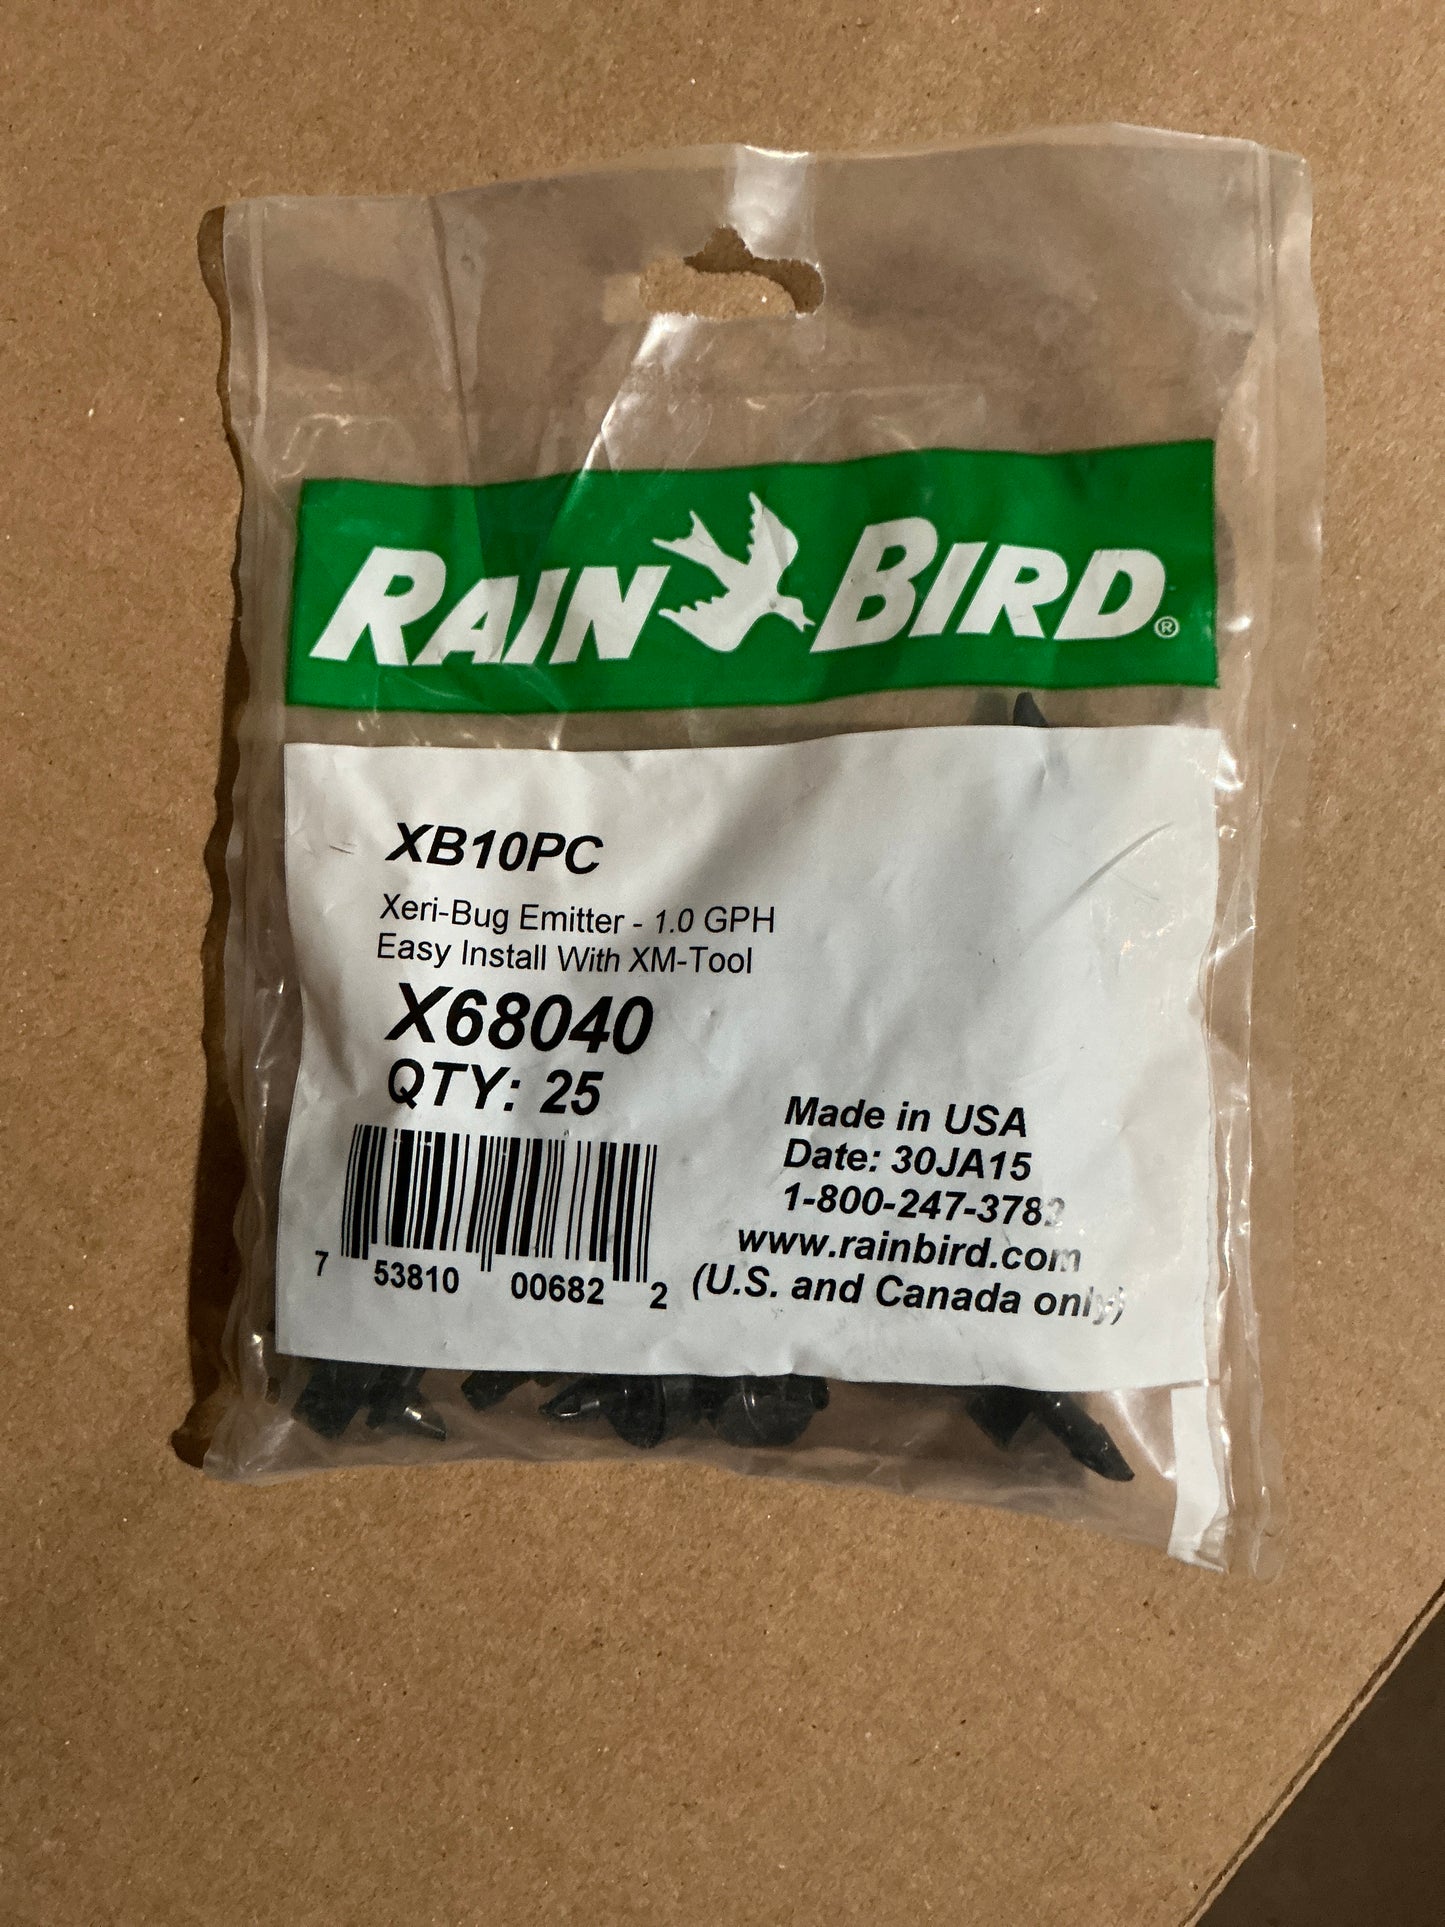 RAIN BIRD®
XB10PC
Xeri-Bug Emitter - 1.0 GPH
Easy Install With XM-Tool
X68040
QTY: 25
7 53810 00682 2
Made in USA
Date: 30JA15
1-800-247-3782
www.rainbird.com
(U.S. and Canada only)